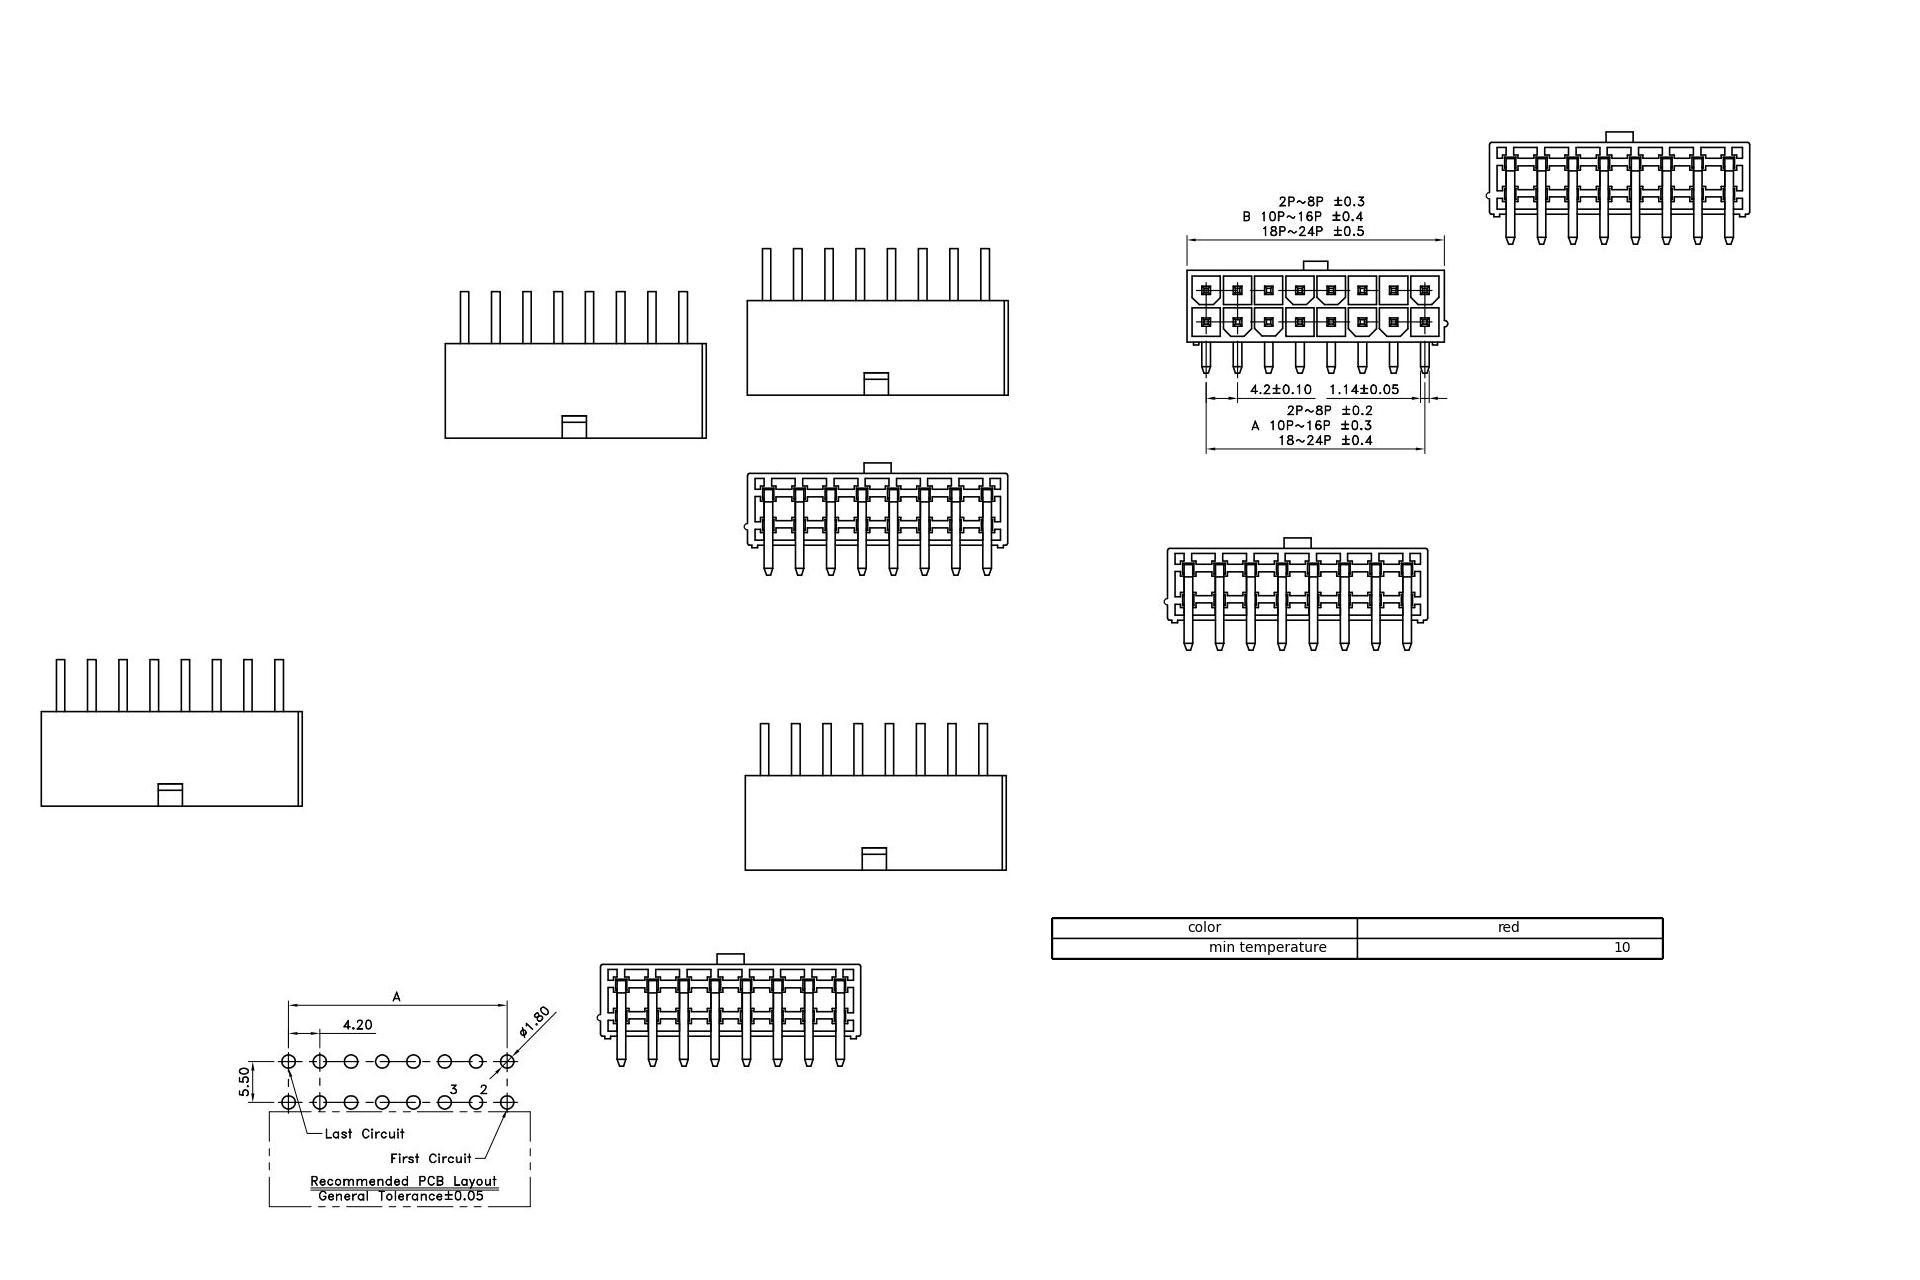 2P~8P ±0.3
B 10P~16P ±0.4
18P~24P ±0.5
4.2±0.10 1.14±0.05
2P~8P ±0.2
A 10P~16P ±0.3
18~24P ±0.4
color red
min temperature 10
A
4.20
ø1.80
5.50
3 2
Last Circuit
First Circuit
Recommended PCB Layout
General Tolerance±0.05